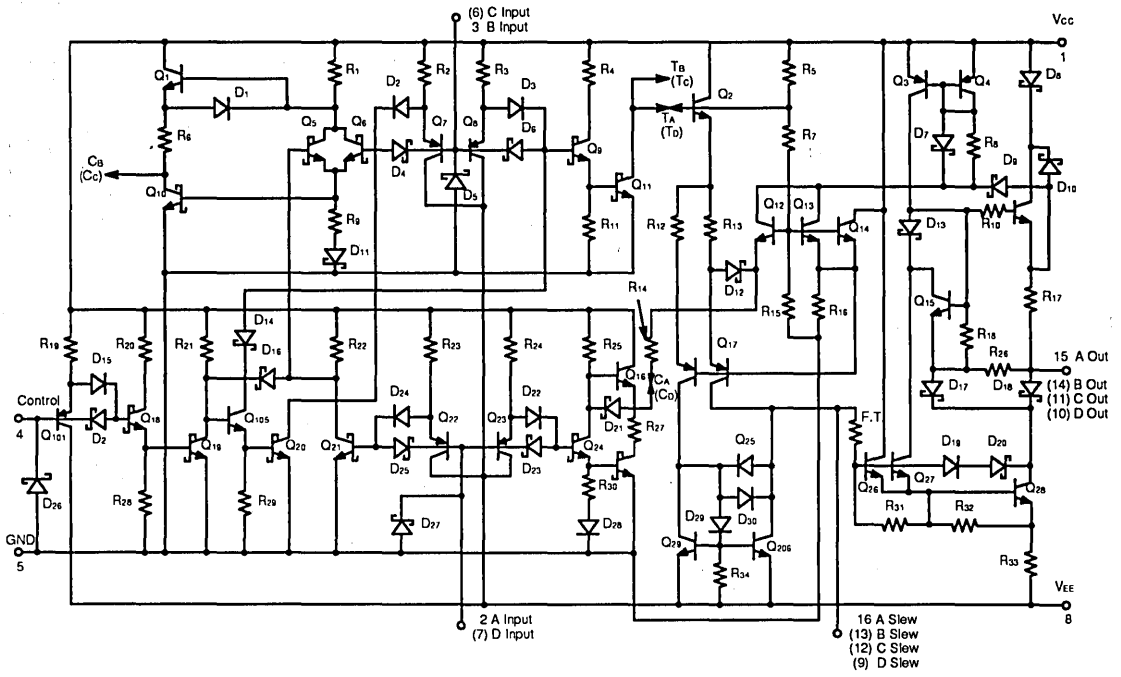 (6) C Input
3 B Input
VCC
1
Q1
D1
R1
R2
R3
R4
D2
D3
D6
Q5
Q6
Q7
Q8
D4
D5
Q9
TB
(TC)
TA
(TD)
Q2
R5
R7
Q3
Q4
D8
D7
R8
D9
D10
R6
CB
(CC)
Q10
R9
D11
R11
Q11
R12
R13
Q12
Q13
Q14
D12
D13
R10
R14
R15
R16
Q15
R18
R17
R26
D14
D16
R19
D15
R20
R21
R22
R23
R24
R25
Q16
CA
(CD)
Q17
D17
D18
15 A Out
(14) B Out
(11) C Out
(10) D Out
Control
4
Q101
D2
Q18
Q19
Q105
Q20
Q21
D24
Q22
D25
Q23
D22
D23
Q24
D21
R27
F.T
Q25
D19
D20
Q26
Q27
Q28
D26
R28
R29
D27
R30
D28
D29
D30
R31
R32
GND
5
Q29
R34
Q206
R33
VEE
8
2 A Input
(7) D Input
16 A Slew
(13) B Slew
(12) C Slew
(9) D Slew